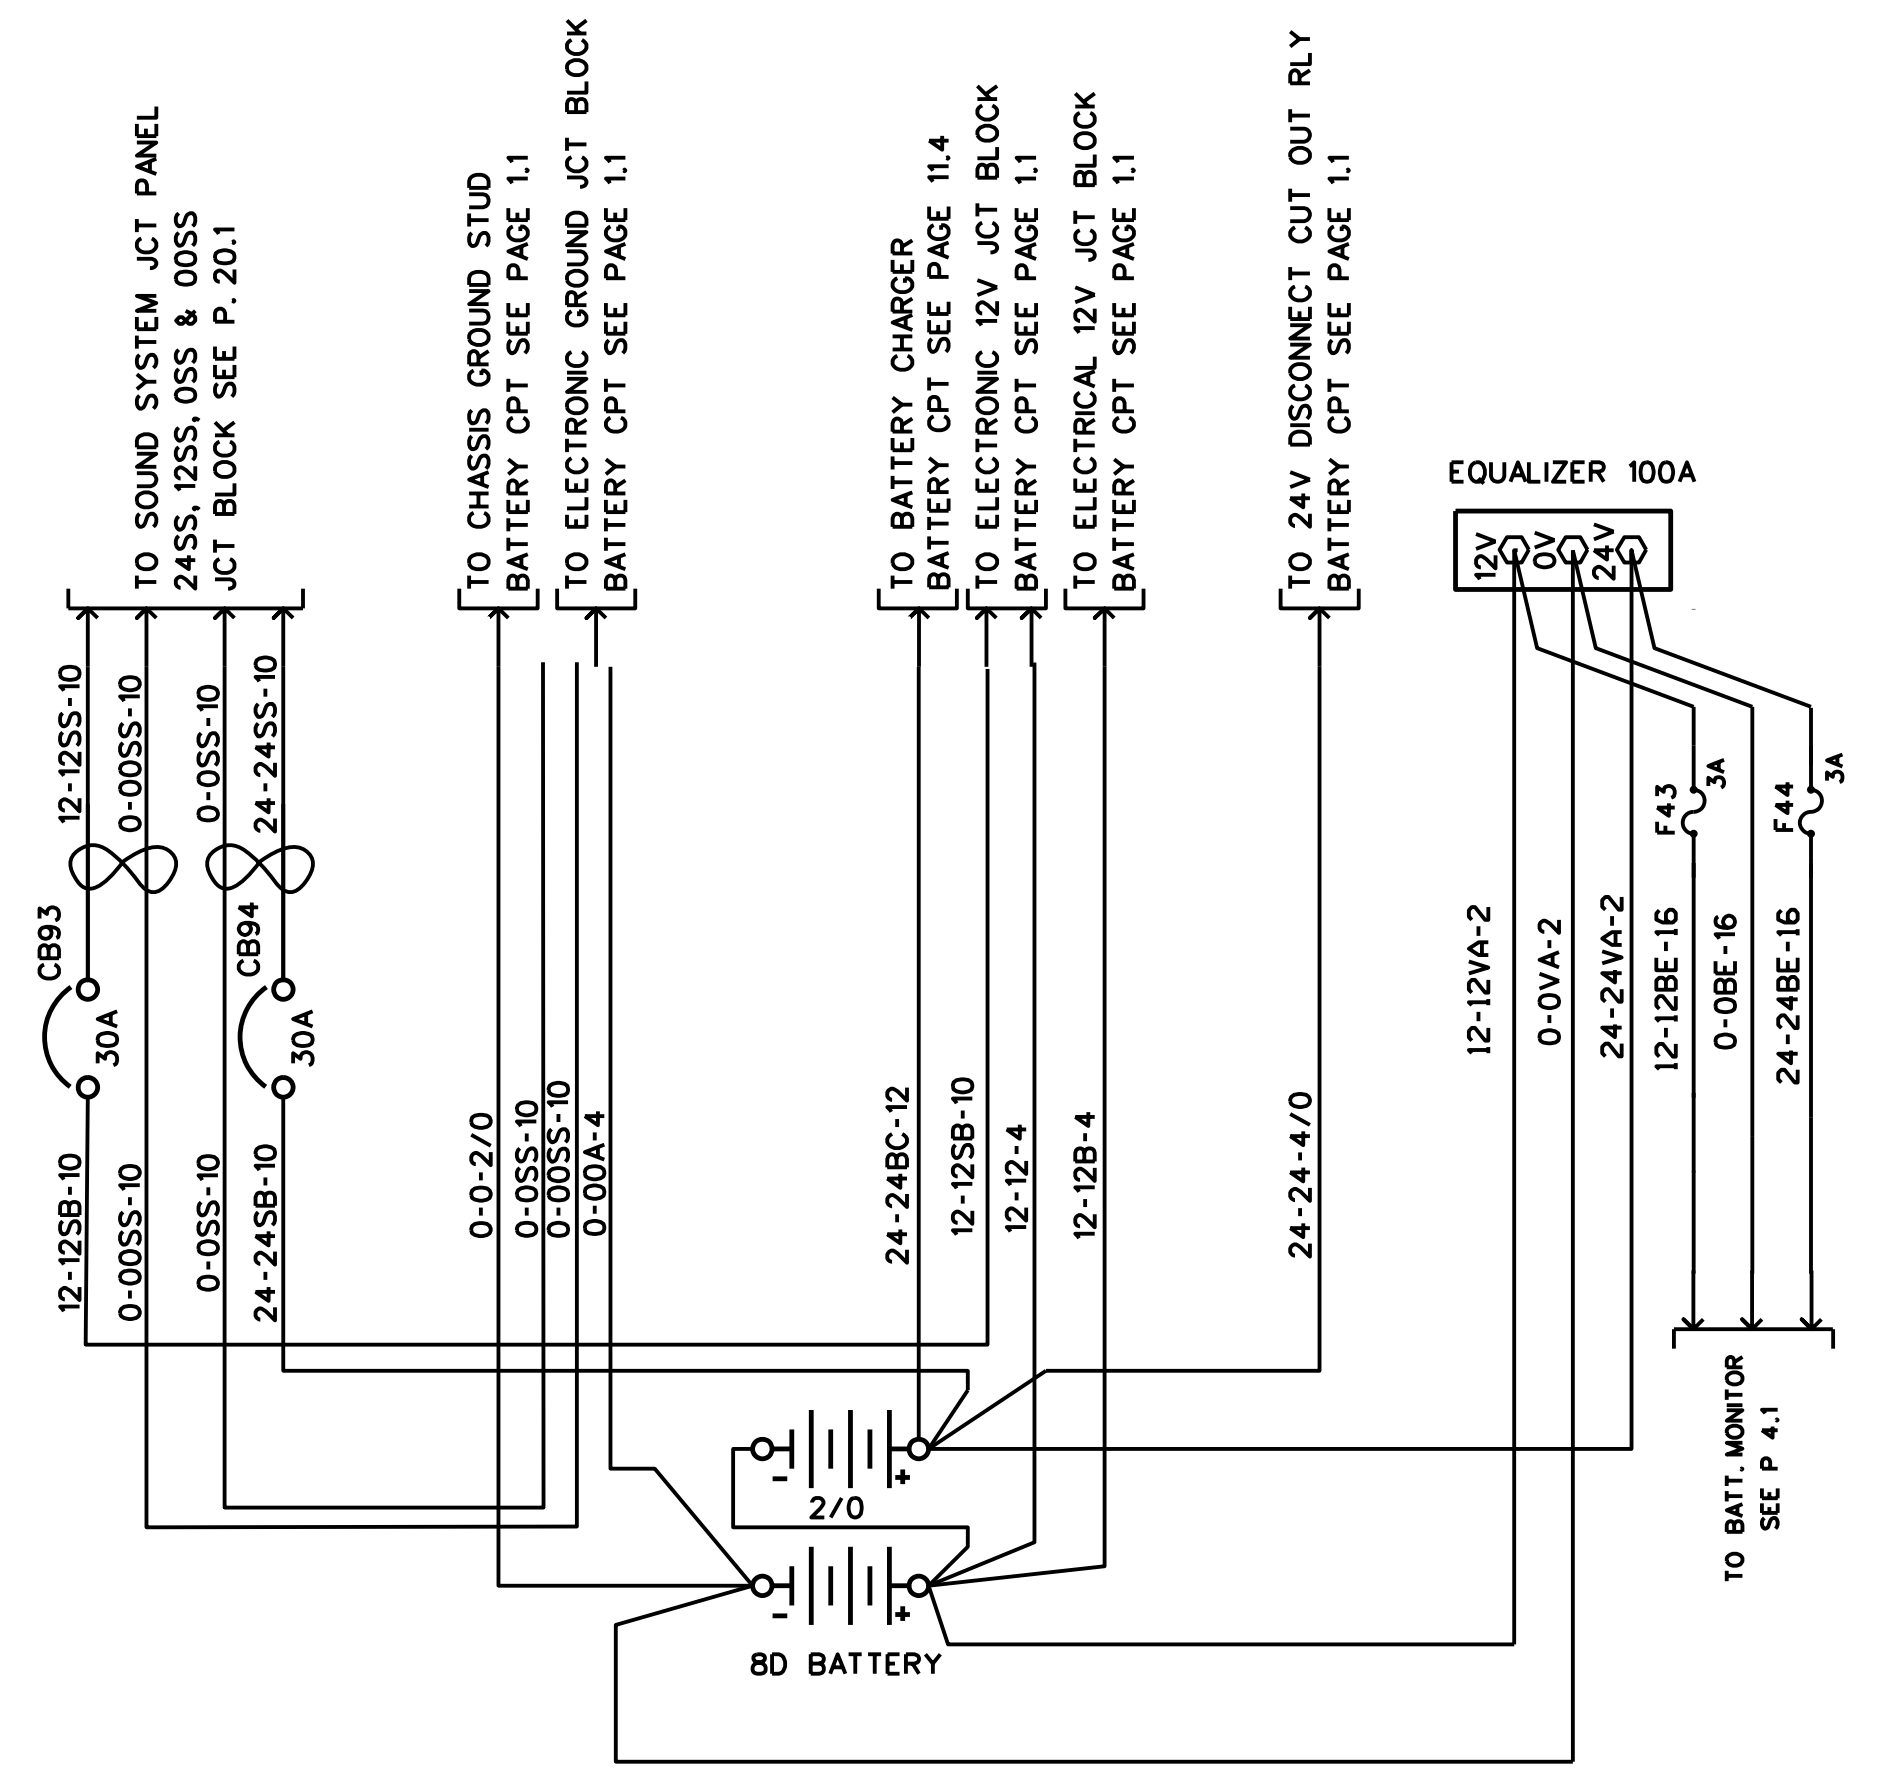 TO SOUND SYSTEM JCT PANEL
24SS, 12SS, 0SS & 00SS
JCT BLOCK SEE P. 20.1
TO CHASSIS GROUND STUD
BATTERY CPT SEE PAGE 1.1
TO ELECTRONIC GROUND JCT BLOCK
BATTERY CPT SEE PAGE 1.1
TO BATTERY CHARGER
BATTERY CPT SEE PAGE 11.4
TO ELECTRONIC 12V JCT BLOCK
BATTERY CPT SEE PAGE 1.1
TO ELECTRICAL 12V JCT BLOCK
BATTERY CPT SEE PAGE 1.1
TO 24V DISCONNECT CUT OUT RLY
BATTERY CPT SEE PAGE 1.1
EQUALIZER 100A
12V
0V
24V
12-12SS-10
0-00SS-10
0-0SS-10
24-24SS-10
CB93
30A
CB94
30A
12-12SB-10
0-00SS-10
0-0SS-10
24-24SB-10
0-0-2/0
0-0SS-10
0-00SS-10
0-00A-4
24-24BC-12
12-12SB-10
12-12-4
12-12B-4
24-24-4/0
F43
3A
F44
3A
12-12VA-2
0-0VA-2
24-24VA-2
12-12BE-16
0-0BE-16
24-24BE-16
TO BATT. MONITOR
SEE P 4.1
-
+
2/0
-
+
8D BATTERY